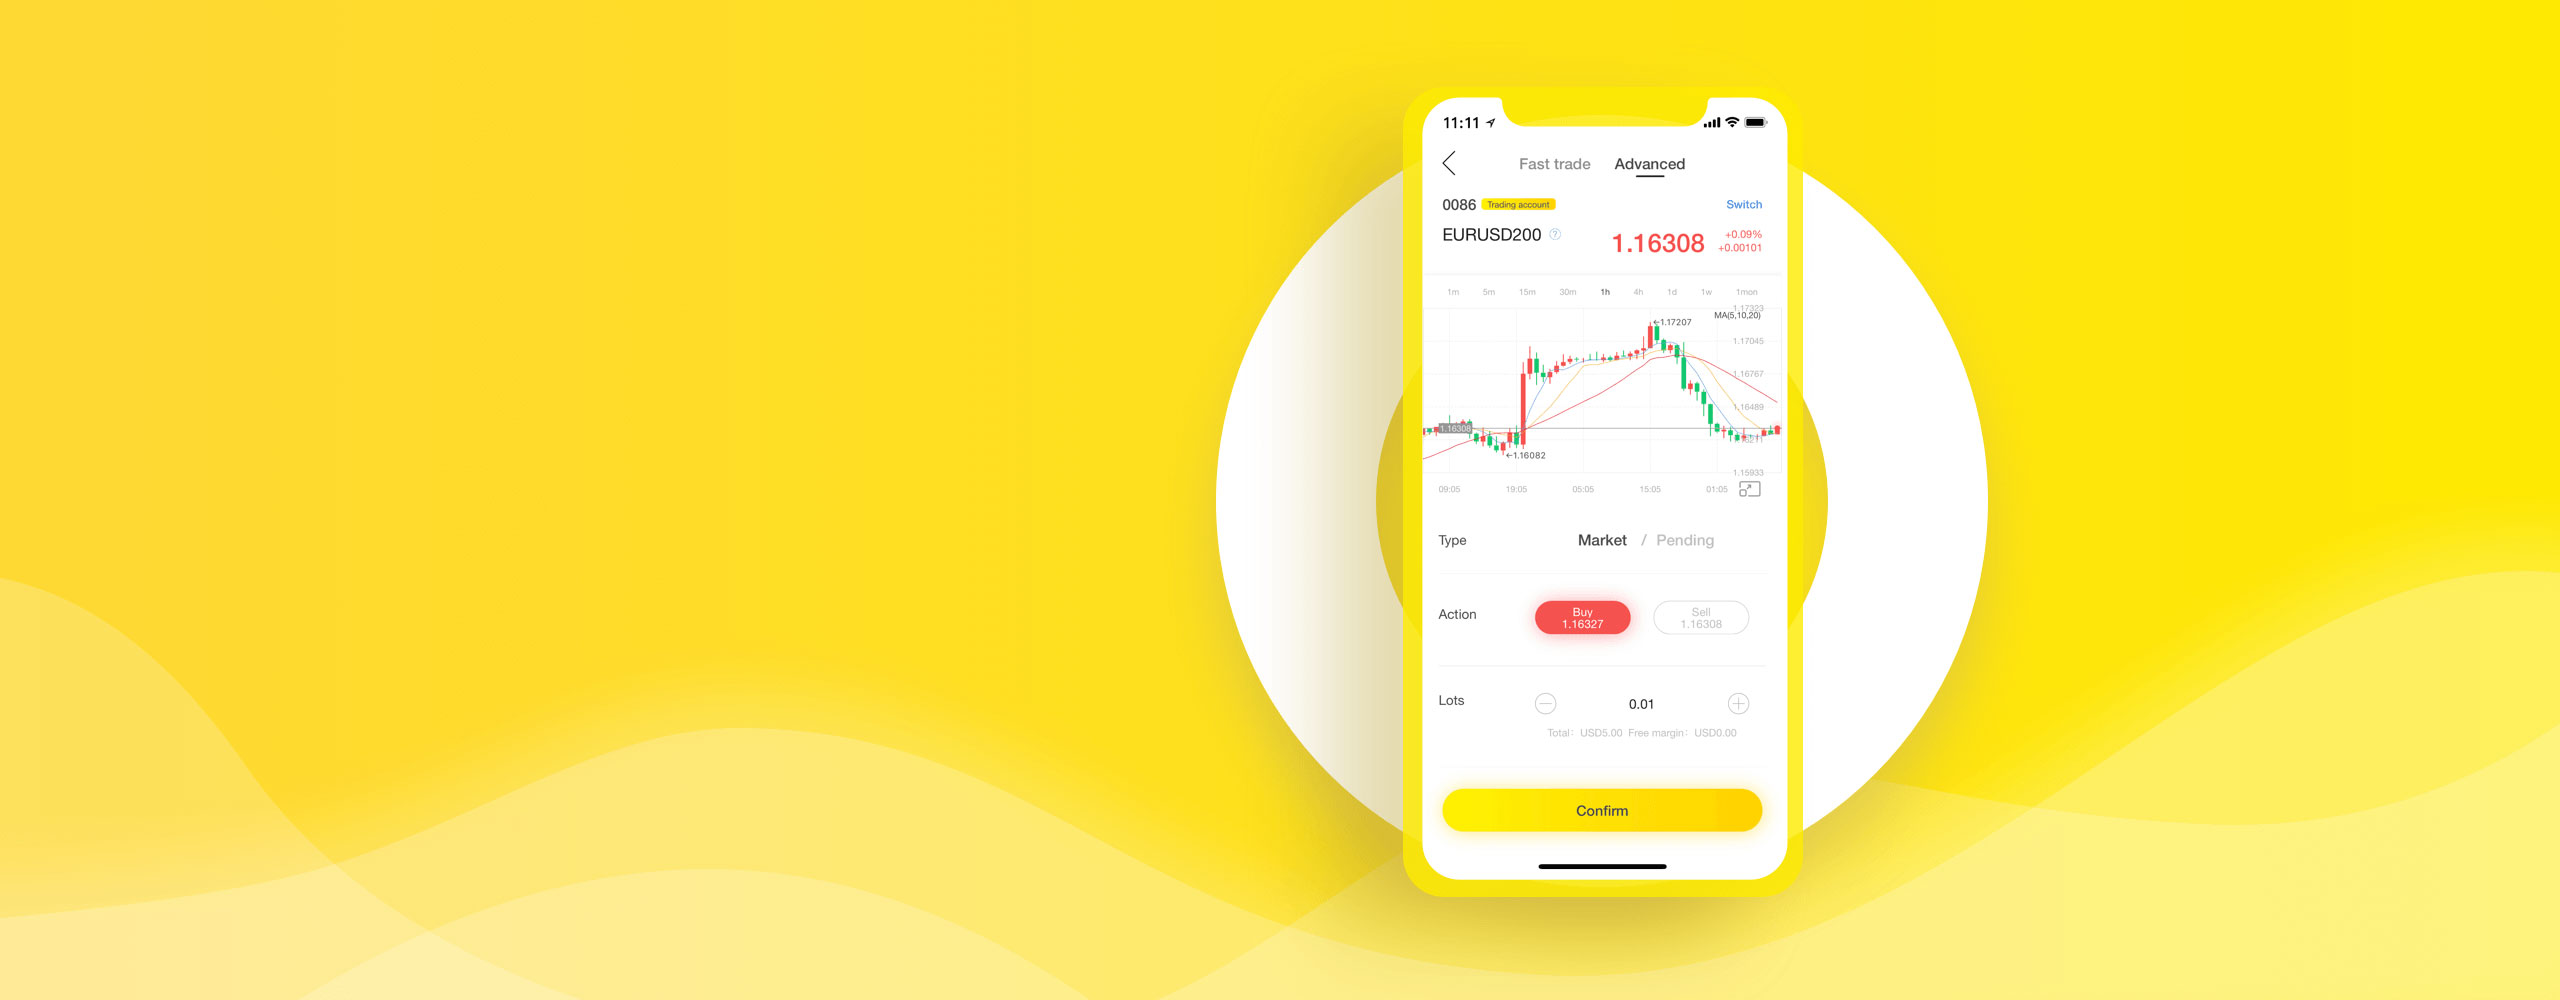 11:11
Fast trade Advanced
0086 Trading account Switch
EURUSD200 ? 1.16308 +0.09%
+0.00101
1m 5m 15m 30m 1h 4h 1d 1w 1mon
1.17323
MA(5,10,20)
←1.17207
1.17045
1.16767
1.16489
1.16308
←1.16082
1.15933
09:05 19:05 05:05 15:05 01:05
Type Market / Pending
Action Buy Sell
1.16327 1.16308
Lots 0.01
Total: USD5.00 Free margin: USD0.00
Confirm